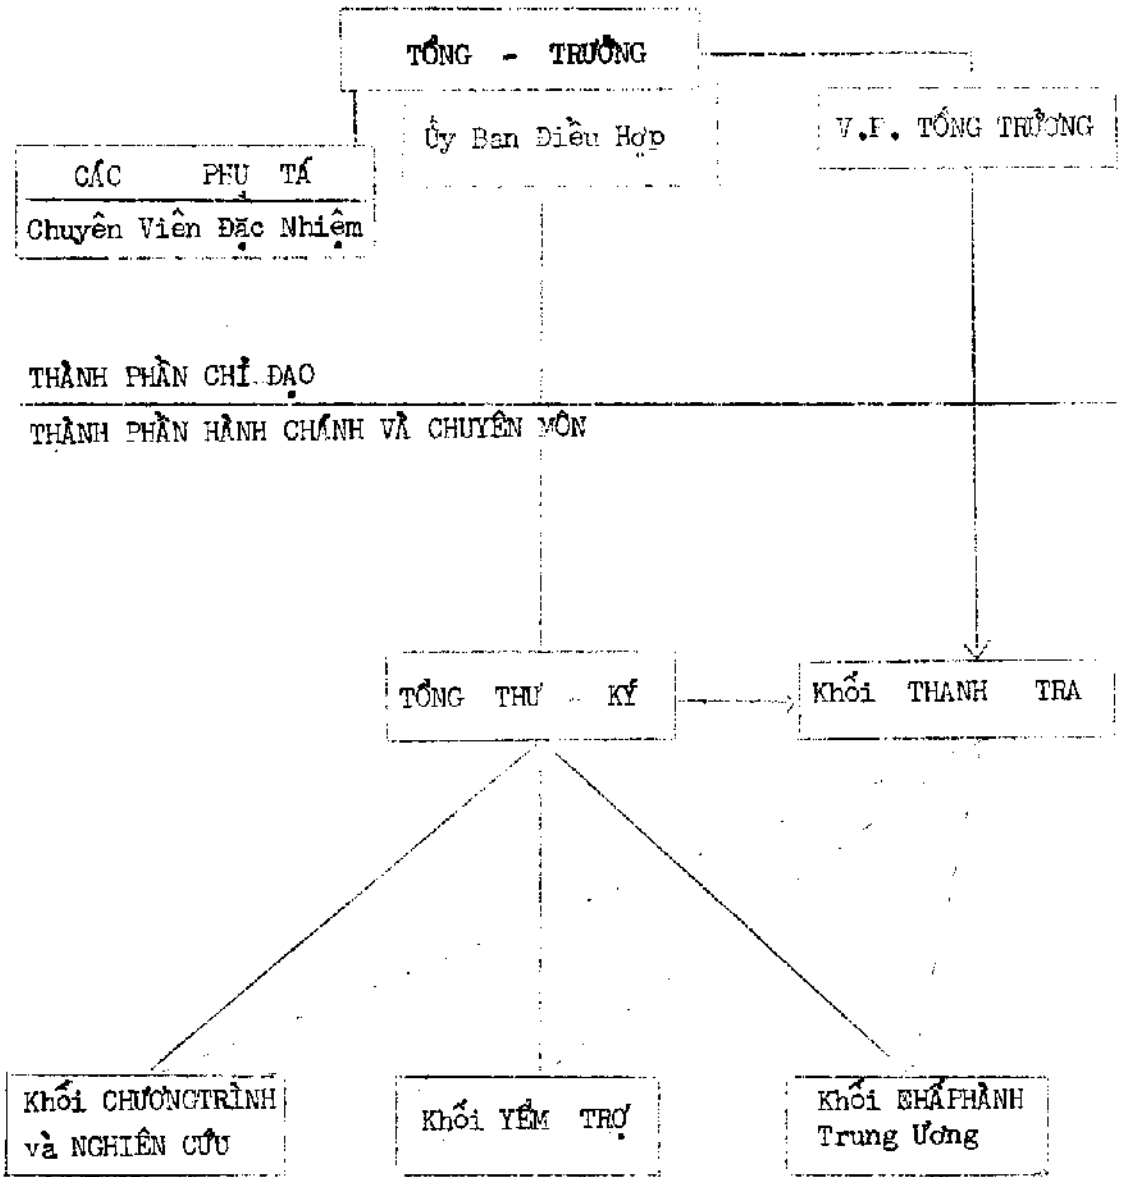 TỔNG - TRƯỞNG
Ủy Ban Điều Hợp
V.P. TỔNG TRƯỞNG
CÁC PHỤ TÁ
Chuyên Viên Đặc Nhiệm
THÀNH PHẦN CHỈ ĐẠO
THÀNH PHẦN HÀNH CHÁNH VÀ CHUYÊN MÔN
TỔNG THƯ - KÝ
Khối THANH TRA
Khối CHƯƠNGTRÌNH
và NGHIÊN CỨU
Khối YỂM TRỢ
Khối
Trung Ương